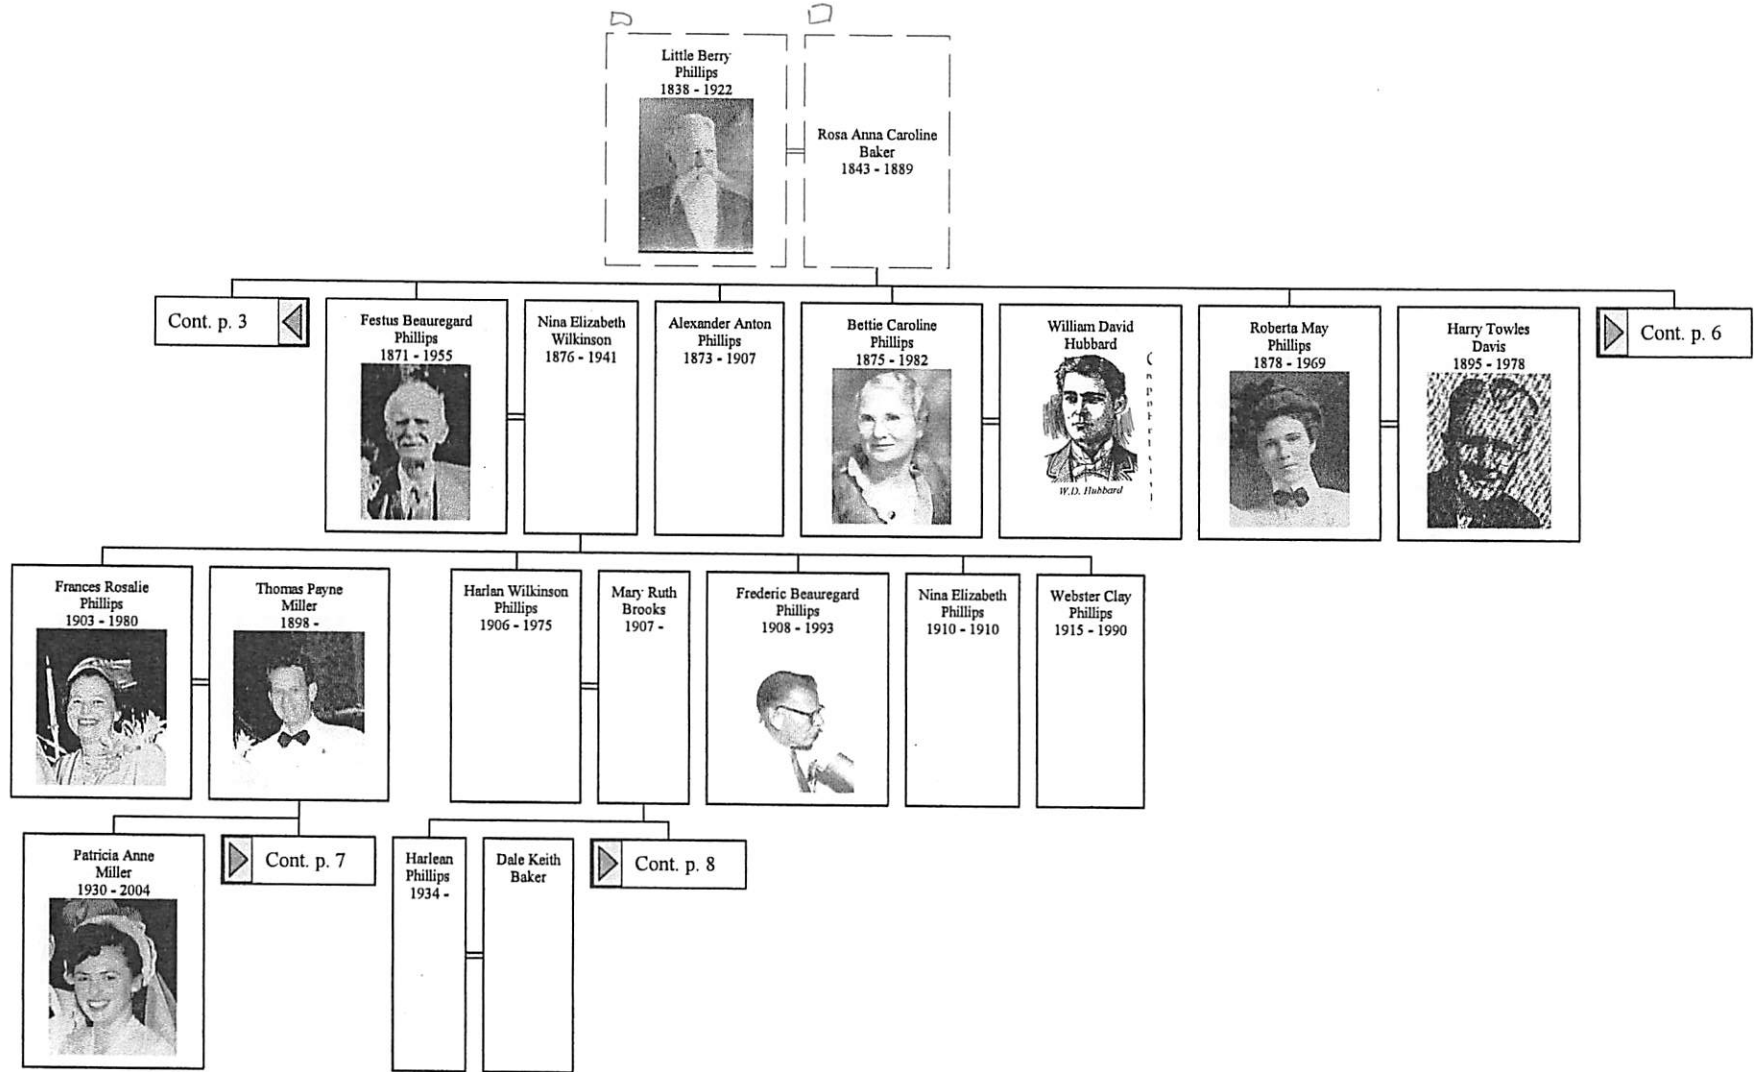 Little Berry
Phillips
1838 - 1922
Rosa Anna Caroline
Baker
1843 - 1889
Cont. p. 3
Festus Beauregard
Phillips
1871 - 1955
Nina Elizabeth
Wilkinson
1876 - 1941
Alexander Anton
Phillips
1873 - 1907
Bettie Caroline
Phillips
1875 - 1982
William David
Hubbard
W.D. Hubbard
Roberta May
Phillips
1878 - 1969
Harry Towles
Davis
1895 - 1978
Cont. p. 6
Frances Rosalie
Phillips
1903 - 1980
Thomas Payne
Miller
1898 -
Harlan Wilkinson
Phillips
1906 - 1975
Mary Ruth
Brooks
1907 -
Frederic Beauregard
Phillips
1908 - 1993
Nina Elizabeth
Phillips
1910 - 1910
Webster Clay
Phillips
1915 - 1990
Patricia Anne
Miller
1930 - 2004
Cont. p. 7
Harlean
Phillips
1934 -
Dale Keith
Baker
Cont. p. 8